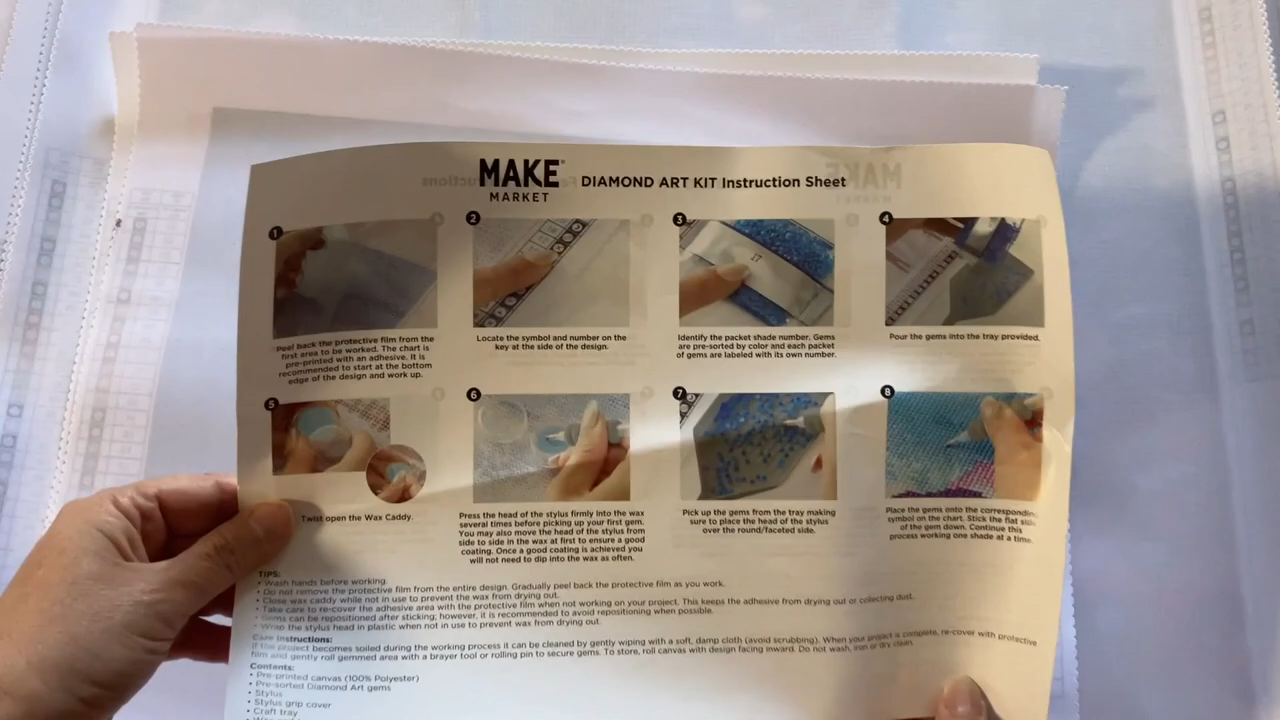 MAKE
MARKET
DIAMOND ART KIT Instruction Sheet
1
2
3
4
17
Peel back the protective film from the
first area to be worked. The chart is
pre-printed with an adhesive. It is
recommended to start at the bottom
edge of the design and work up.
Locate the symbol and number on the
key at the side of the design.
Identify the packet shade number. Gems
are pre-sorted by color and each packet
of gems are labeled with its own number.
Pour the gems into the tray provided.
5
6
7
8
Twist open the Wax Caddy.
Press the head of the stylus firmly into the wax
several times before picking up your first gem.
You may also move the head of the stylus from
side to side in the wax at first to ensure a good
coating. Once a good coating is achieved you
will not need to dip into the wax as often.
Pick up the gems from the tray making
sure to place the head of the stylus
over the round/faceted side.
Place the gems onto the corresponding
symbol on the chart. Stick the flat side
of the gem down. Continue this
process working one shade at a time.
TIPS:
• Wash hands before working.
• Do not remove the protective film from the entire design. Gradually peel back the protective film as you work.
• Close wax caddy while not in use to prevent the wax from drying out.
• Take care to re-cover the adhesive area with the protective film when not working on your project. This keeps the adhesive from drying out or collecting dust.
• Gems can be repositioned after sticking; however, it is recommended to avoid repositioning when possible.
• Wrap the stylus head in plastic when not in use to prevent wax from drying out.
Care Instructions:
If the project becomes soiled during the working process it can be cleaned by gently wiping with a soft, damp cloth (avoid scrubbing). When your project is complete, re-cover with protective
film and gently roll gemmed area with a brayer tool or rolling pin to secure gems. To store, roll canvas with design facing inward. Do not wash, iron or dry clean.
Contents:
• Pre-printed canvas (100% Polyester)
• Pre-sorted Diamond Art gems
• Stylus
• Stylus grip cover
• Craft tray